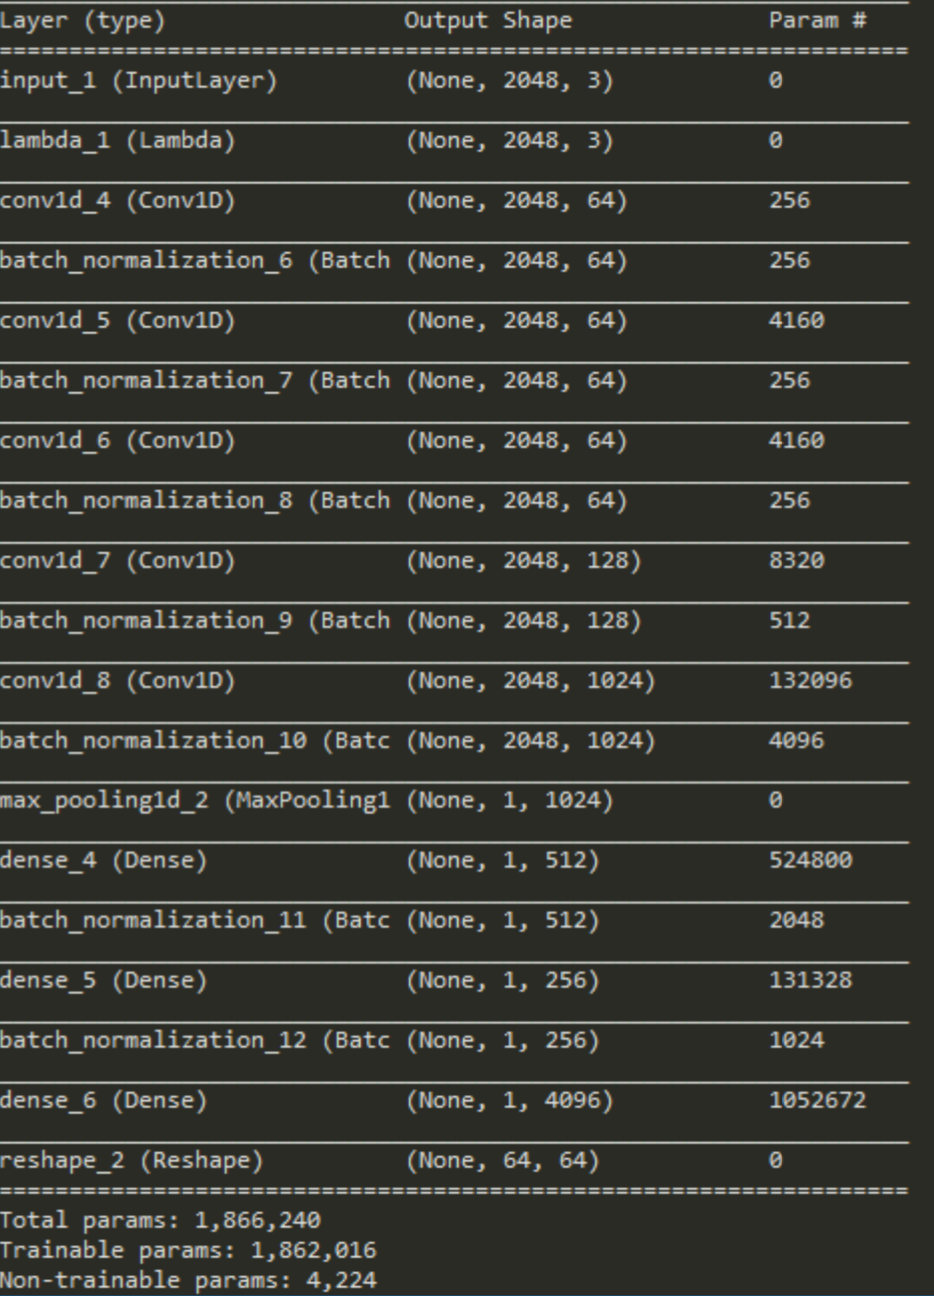 Layer (type) Output Shape Param #
=================================================================
input_1 (InputLayer) (None, 2048, 3) 0
lambda_1 (Lambda) (None, 2048, 3) 0
conv1d_4 (Conv1D) (None, 2048, 64) 256
batch_normalization_6 (Batch (None, 2048, 64) 256
conv1d_5 (Conv1D) (None, 2048, 64) 4160
batch_normalization_7 (Batch (None, 2048, 64) 256
conv1d_6 (Conv1D) (None, 2048, 64) 4160
batch_normalization_8 (Batch (None, 2048, 64) 256
conv1d_7 (Conv1D) (None, 2048, 128) 8320
batch_normalization_9 (Batch (None, 2048, 128) 512
conv1d_8 (Conv1D) (None, 2048, 1024) 132096
batch_normalization_10 (Batc (None, 2048, 1024) 4096
max_pooling1d_2 (MaxPooling1 (None, 1, 1024) 0
dense_4 (Dense) (None, 1, 512) 524800
batch_normalization_11 (Batc (None, 1, 512) 2048
dense_5 (Dense) (None, 1, 256) 131328
batch_normalization_12 (Batc (None, 1, 256) 1024
dense_6 (Dense) (None, 1, 4096) 1052672
reshape_2 (Reshape) (None, 64, 64) 0
=================================================================
Total params: 1,866,240
Trainable params: 1,862,016
Non-trainable params: 4,224